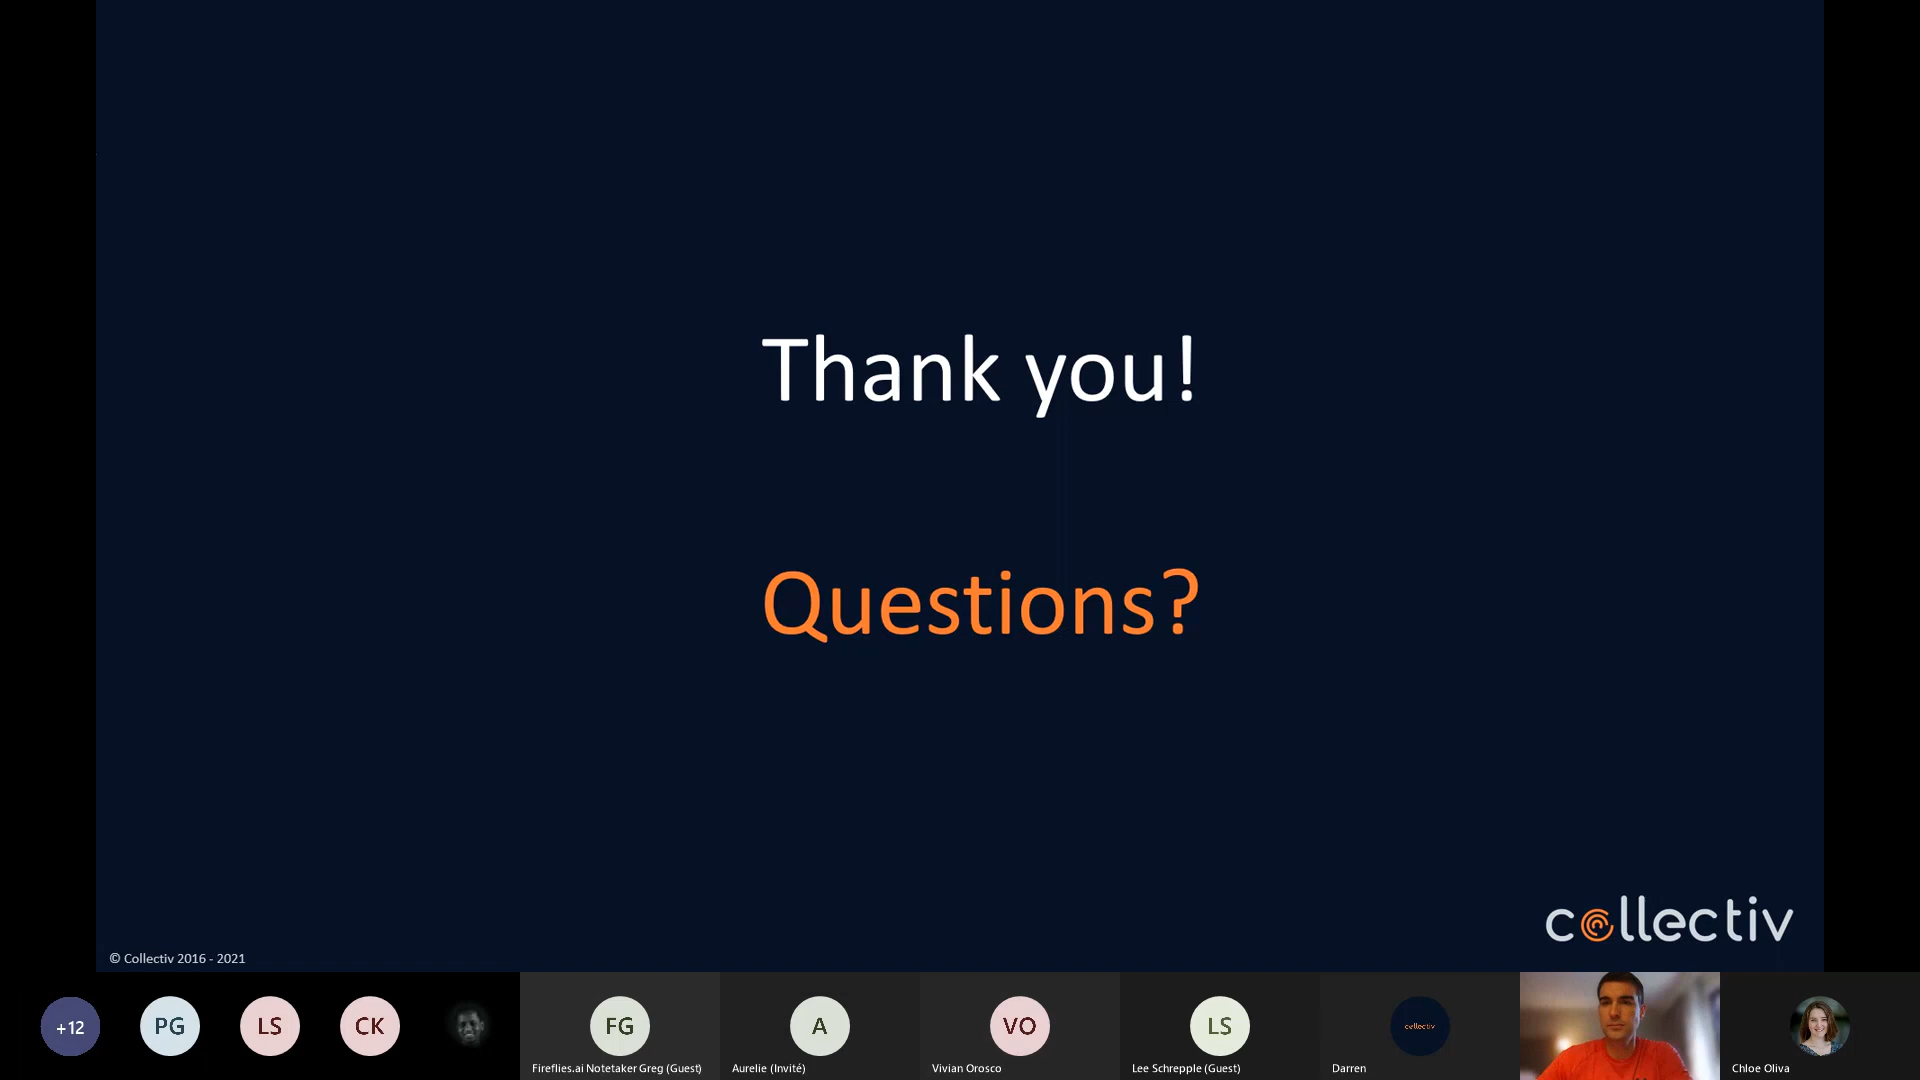 Thank you!
Questions?
collectiv
© Collectiv 2016 - 2021
+12
PG
LS
CK
FG
A
VO
LS
collectiv
Fireflies.ai Notetaker Greg (Guest)
Aurelie (Invité)
Vivian Orosco
Lee Schrepple (Guest)
Darren
Chloe Oliva